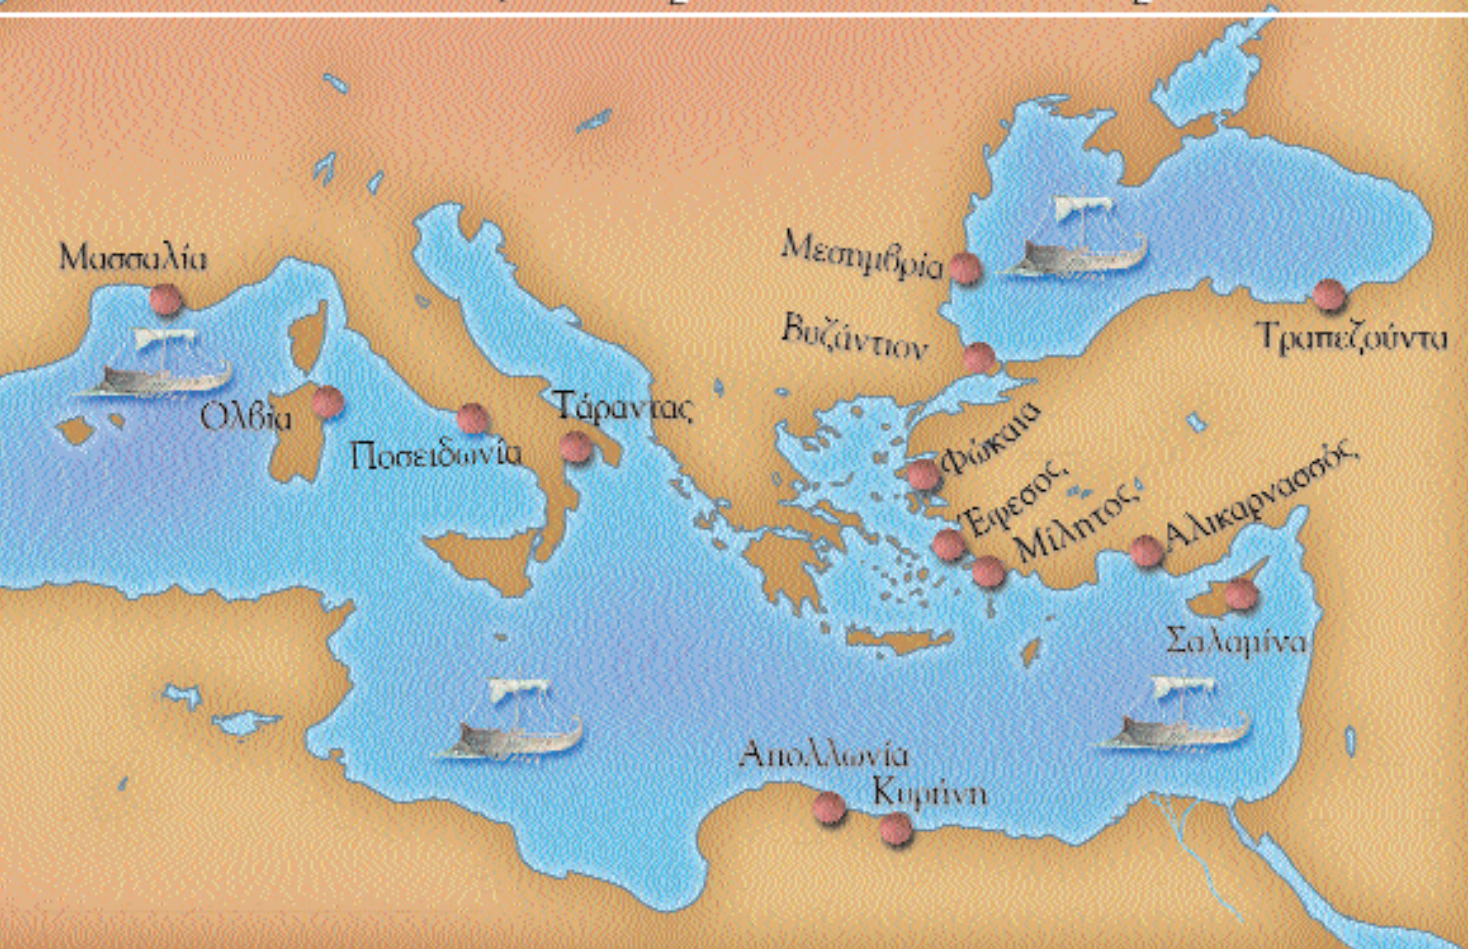 Μασσαλία
Μεσημβρία
Βυζάντιον
Τραπεζούντα
Ολβία
Τάραντας
Ποσειδωνία
Φώκαια
Έφεσος,
Μίλητος,
Αλικαρνασσός,
Σαλαμίνα
Απολλωνία
Κυρήνη